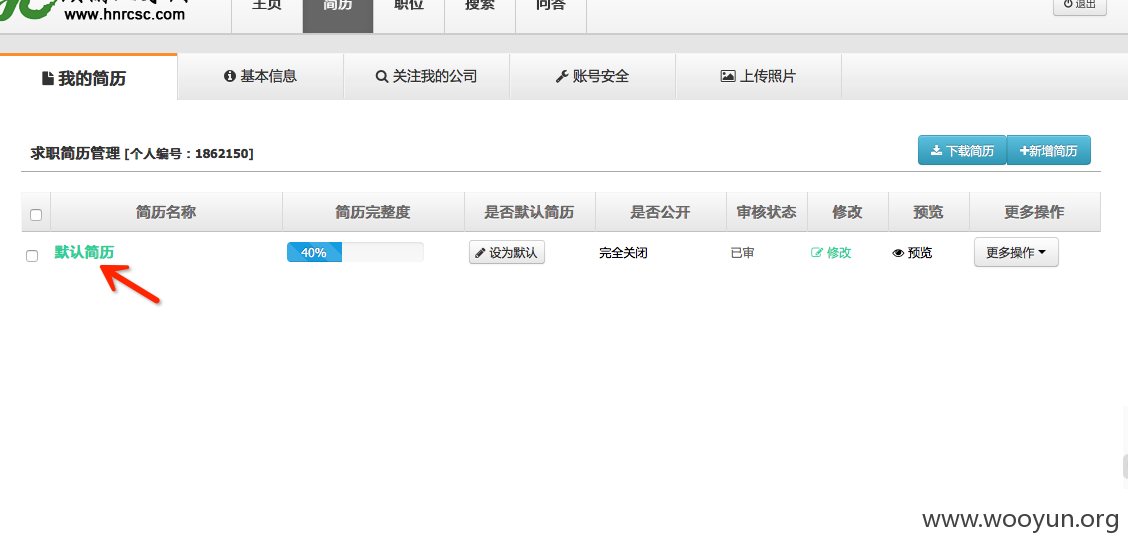 www.hnrcsc.com
主页 简历 职位 搜索 问答 退出
我的简历 基本信息 关注我的公司 账号安全 上传照片
求职简历管理 [个人编号：1862150] 下载简历 +新增简历
简历名称 简历完整度 是否默认简历 是否公开 审核状态 修改 预览 更多操作
默认简历 40% 设为默认 完全关闭 已审 修改 预览 更多操作
www.wooyun.org